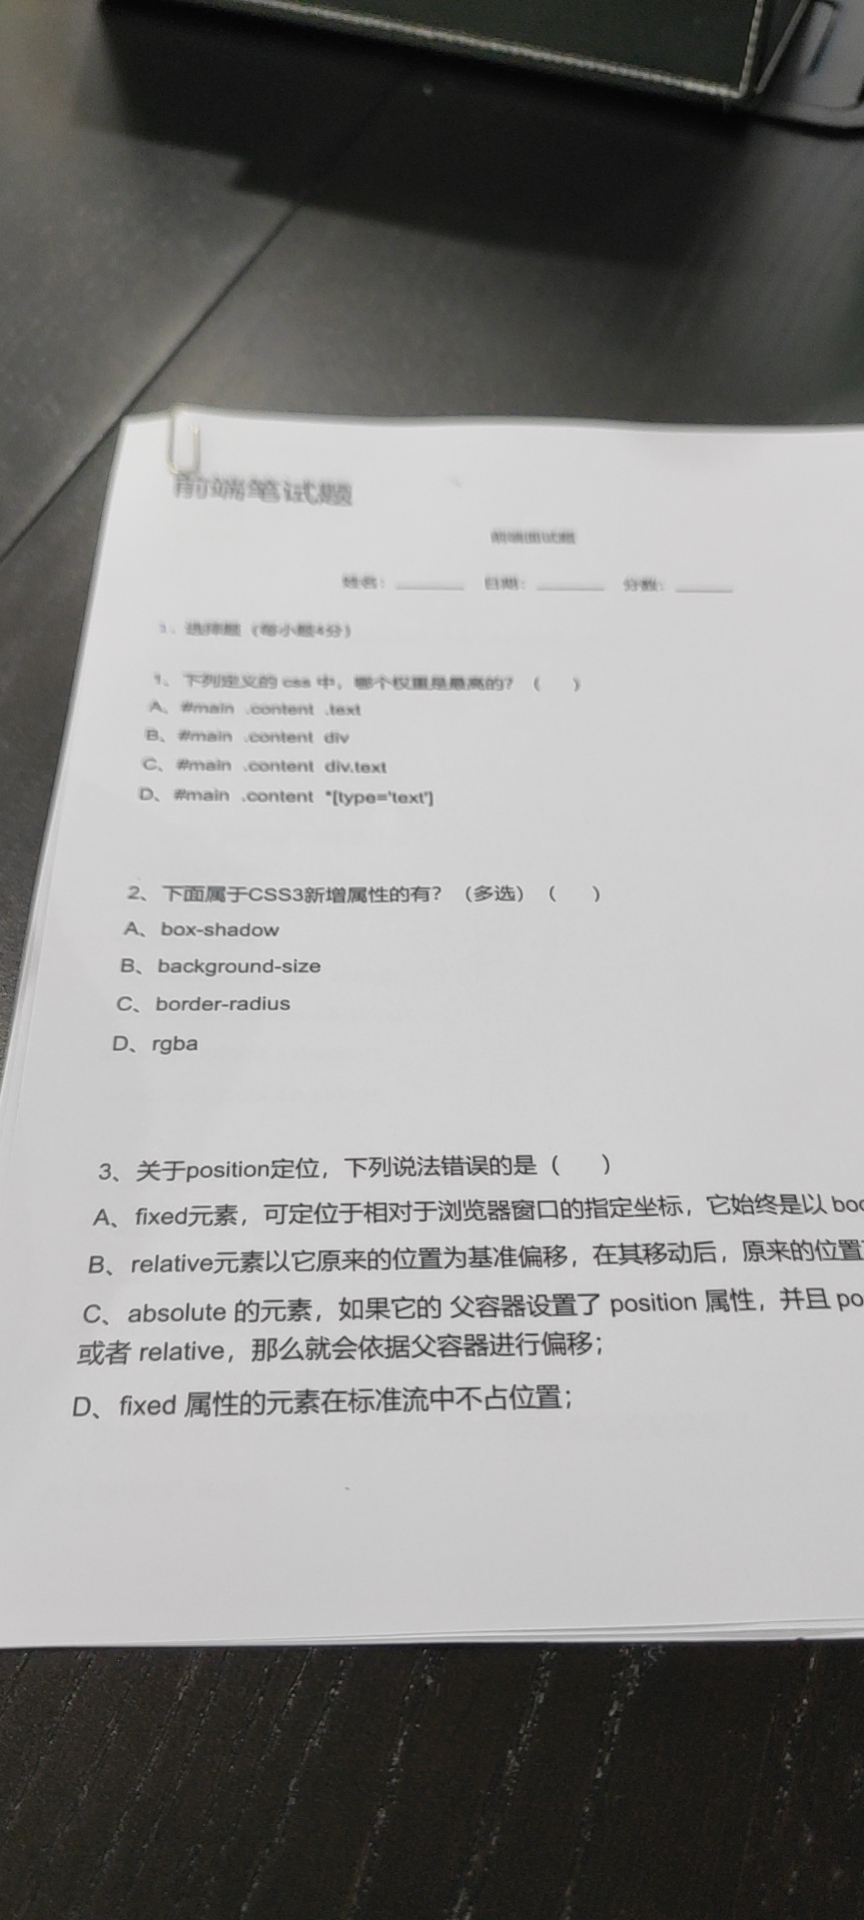 前端笔试题
前端面试题
姓名： 日期： 分数：
1、选择题（每小题4分）
1、下列定义的 css 中，哪个权重是最高的？（ ）
A、#main .content .text
B、#main .content div
C、#main .content div.text
D、#main .content *[type='text']
2、下面属于CSS3新增属性的有？（多选）（ ）
A、box-shadow
B、background-size
C、border-radius
D、rgba
3、关于position定位，下列说法错误的是（ ）
A、fixed元素，可定位于相对于浏览器窗口的指定坐标，它始终是以
B、relative元素以它原来的位置为基准偏移，在其移动后，原来的位置
C、absolute 的元素，如果它的 父容器设置了 position 属性，并且
或者 relative，那么就会依据父容器进行偏移；
D、fixed 属性的元素在标准流中不占位置；